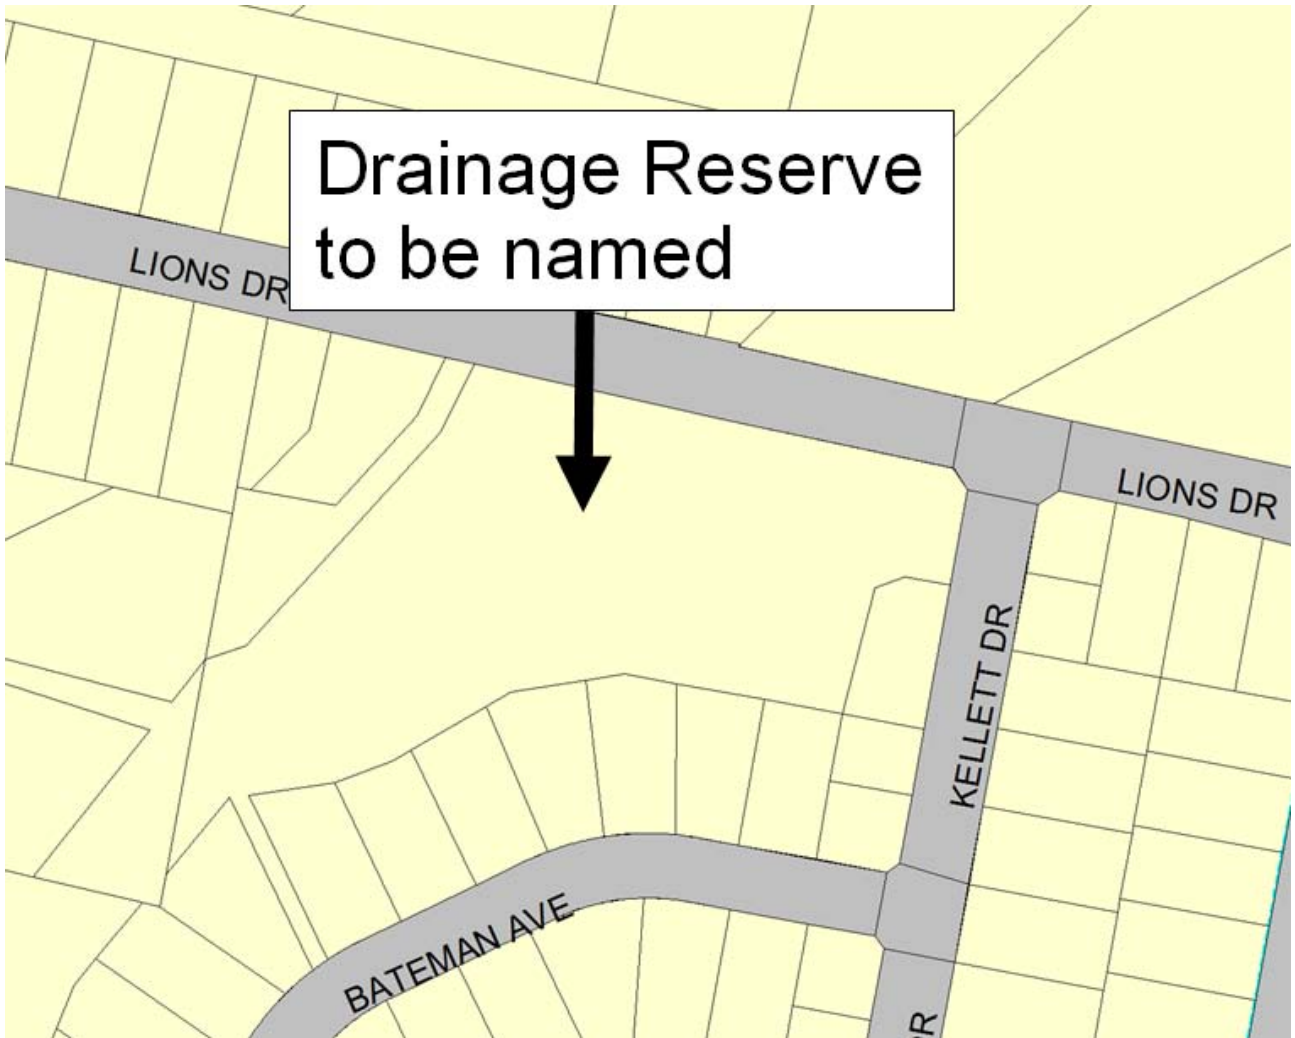 Drainage Reserve
to be named
LIONS DR
LIONS DR
KELLETT DR
BATEMAN AVE